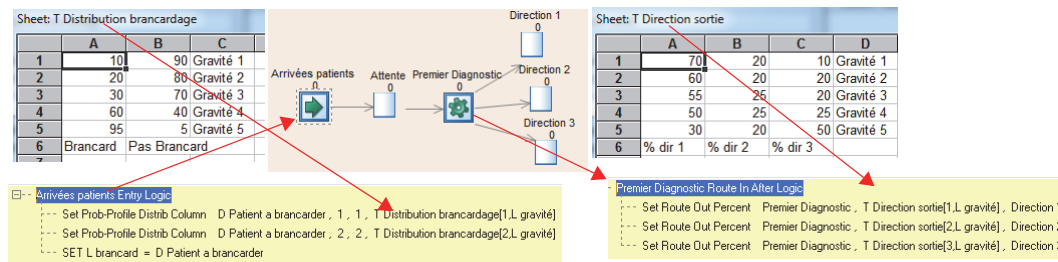 Sheet: T Distribution brancardage
A B C
1 10 90 Gravité 1
2 20 80 Gravité 2
3 30 70 Gravité 3
4 60 40 Gravité 4
5 95 5 Gravité 5
6 Brancard Pas Brancard
Arrivées patients
0
Attente
0
Premier Diagnostic
0
Direction 1
0
Direction 2
0
Direction 3
0
Sheet: T Direction sortie
A B C D
1 70 20 10 Gravité 1
2 60 20 20 Gravité 2
3 55 25 20 Gravité 3
4 50 25 25 Gravité 4
5 30 20 50 Gravité 5
6 % dir 1 % dir 2 % dir 3
Arrivées patients Entry Logic
Set Prob-Profile Distrib Column D Patient a brancarder , 1 , 1 , T Distribution brancardage[1,L gravité]
Set Prob-Profile Distrib Column D Patient a brancarder , 2 , 2 , T Distribution brancardage[2,L gravité]
SET L brancard = D Patient a brancarder
Premier Diagnostic Route In After Logic
Set Route Out Percent Premier Diagnostic , T Direction sortie[1,L gravité] , Direction 1
Set Route Out Percent Premier Diagnostic , T Direction sortie[2,L gravité] , Direction 2
Set Route Out Percent Premier Diagnostic , T Direction sortie[3,L gravité] , Direction 3